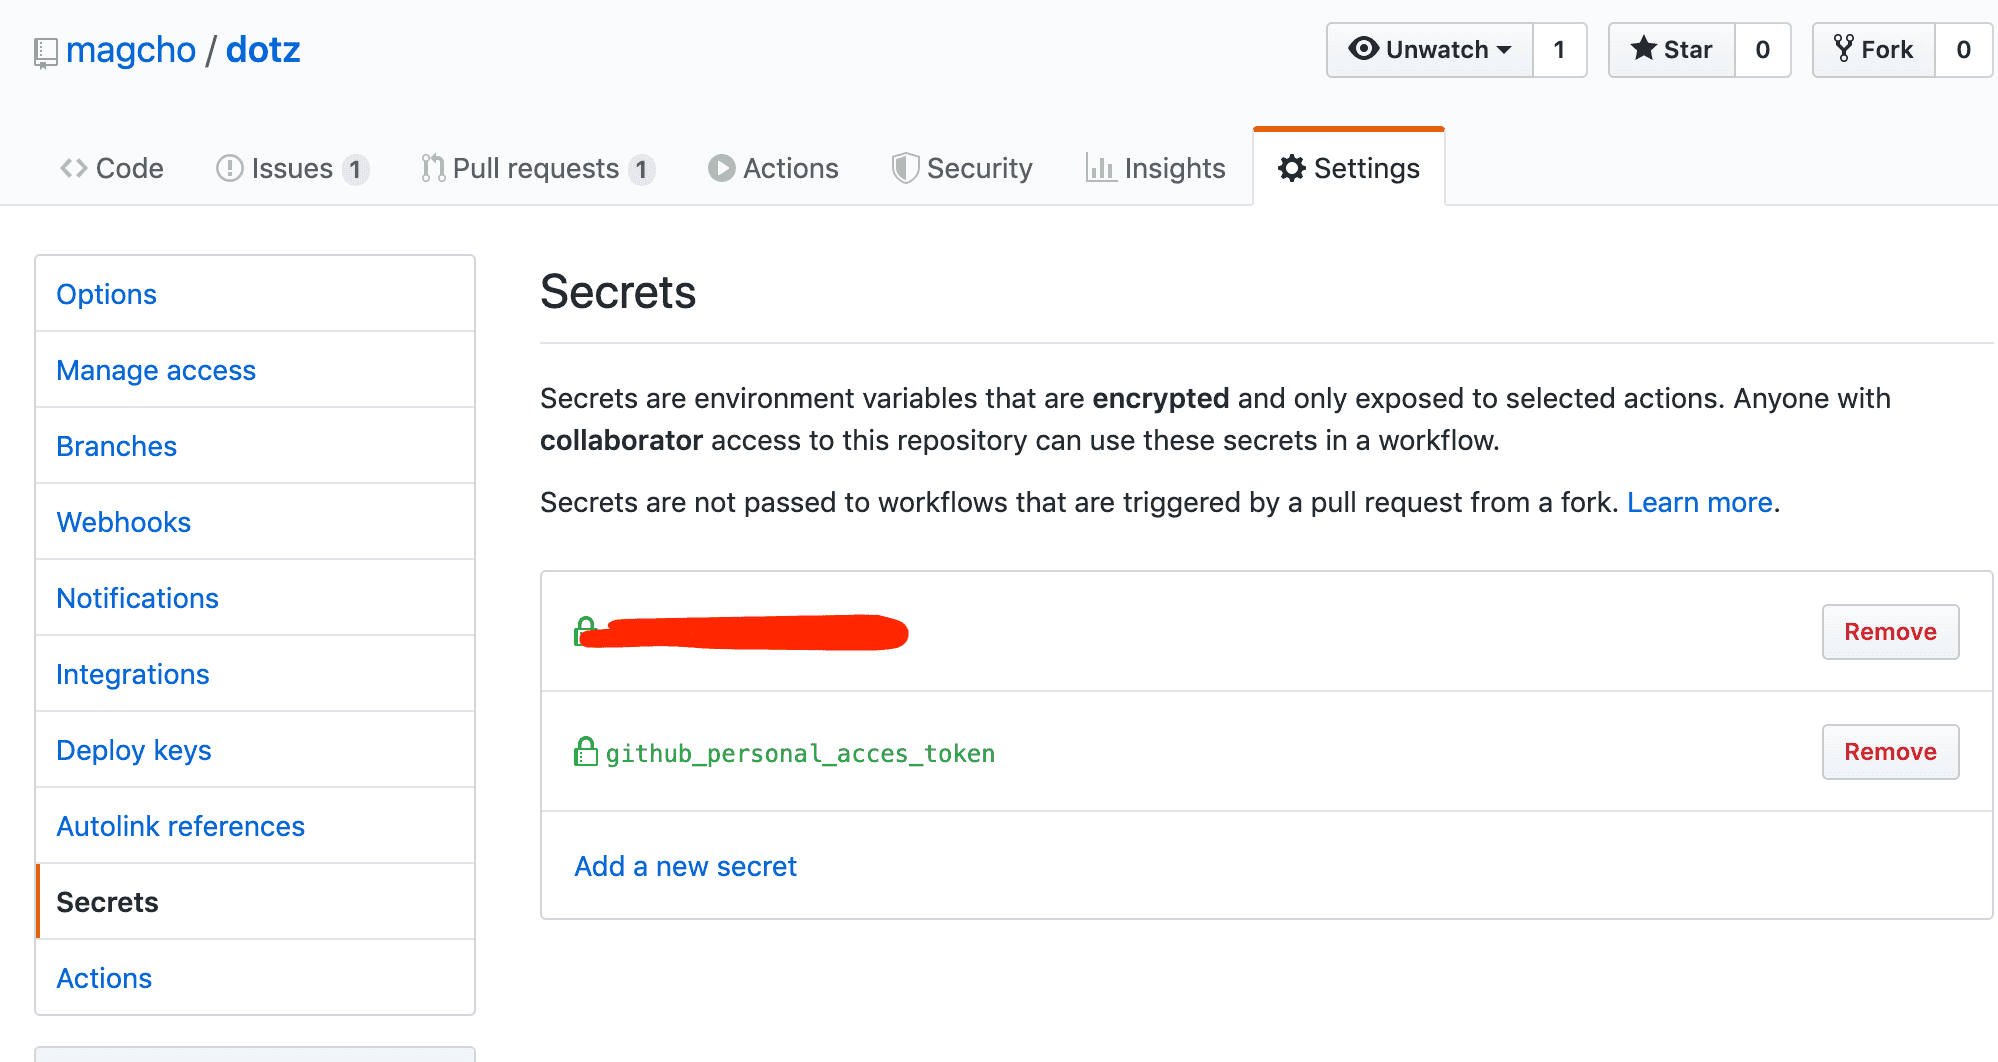 magcho / dotz
Unwatch 1
Star 0
Fork 0
Code
Issues 1
Pull requests 1
Actions
Security
Insights
Settings
Options
Manage access
Branches
Webhooks
Notifications
Integrations
Deploy keys
Autolink references
Secrets
Actions
Secrets
Secrets are environment variables that are encrypted and only exposed to selected actions. Anyone with
collaborator access to this repository can use these secrets in a workflow.
Secrets are not passed to workflows that are triggered by a pull request from a fork. Learn more.
Remove
github_personal_acces_token
Remove
Add a new secret